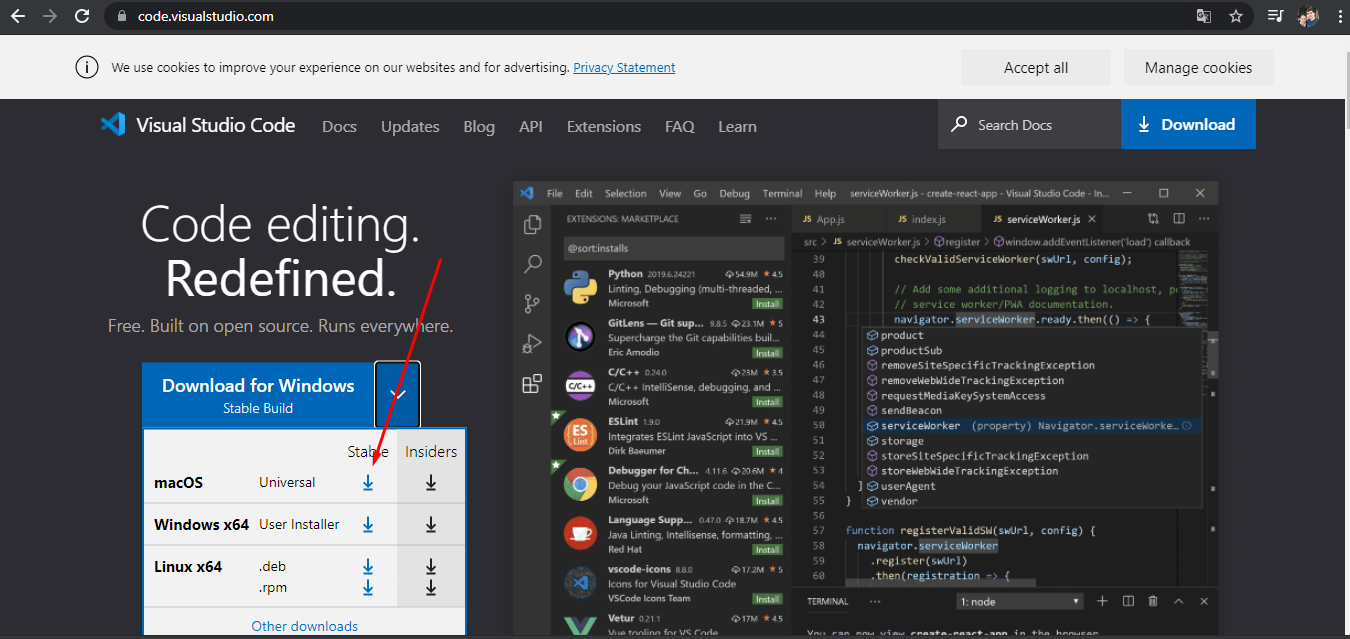 code.visualstudio.com
We use cookies to improve your experience on our websites and for advertising. Privacy Statement
Accept all
Manage cookies
Visual Studio Code
Docs
Updates
Blog
API
Extensions
FAQ
Learn
Search Docs
Download
Code editing.
Redefined.
Free. Built on open source. Runs everywhere.
Download for Windows
Stable Build
Stable
Insiders
macOS Universal
Windows x64 User Installer
Linux x64 .deb
.rpm
Other downloads
File Edit Selection View Go Debug Terminal Help serviceWorker.js - create-react-app - Visual Studio Code - In...
EXTENSIONS: MARKETPLACE
@sort:installs
Python 2019.6.24221 54.9M 4.5
Linting, Debugging (multi-threaded, ...
Microsoft Install
GitLens — Git sup... 9.8.5 23.1M 5
Supercharge the Git capabilities buil...
Eric Amodio Install
C/C++ 0.24.0 23M 3.5
C/C++ IntelliSense, debugging, and ...
Microsoft Install
ESLint 1.9.0 21.9M 4.5
Integrates ESLint JavaScript into VS ...
Dirk Baeumer Install
Debugger for Ch... 4.11.6 20.6M 4
Debug your JavaScript code in the C...
Microsoft Install
Language Supp... 0.47.0 18.7M 4.5
Java Linting, Intellisense, formatting, ...
Red Hat Install
vscode-icons 8.8.0 17.2M 5
Icons for Visual Studio Code
VSCode Icons Team Install
Vetur 0.21.1 17M 4.5
Vue tooling for VS Code
JS App.js
JS index.js
JS serviceWorker.js
src > JS serviceWorker.js > register > window.addEventListener('load') callback
39 checkValidServiceWorker(swUrl, config);
40
41 // Add some additional logging to localhost, p
42 // service worker/PWA documentation.
43 navigator.serviceWorker.ready.then(() => {
44 product
45 productSub
46 removeSiteSpecificTrackingException
47 removeWebWideTrackingException
48 requestMediaKeySystemAccess
49 sendBeacon
50 serviceWorker (property) Navigator.serviceWorke...
51 storage
52 storeSiteSpecificTrackingException
53 storeWebWideTrackingException
54 } userAgent
55 } vendor
56
57 function registerValidSW(swUrl, config) {
58 navigator.serviceWorker
59 .register(swUrl)
60 .then(registration => {
TERMINAL ... 1: node
You can now view create-react-app in the browser.